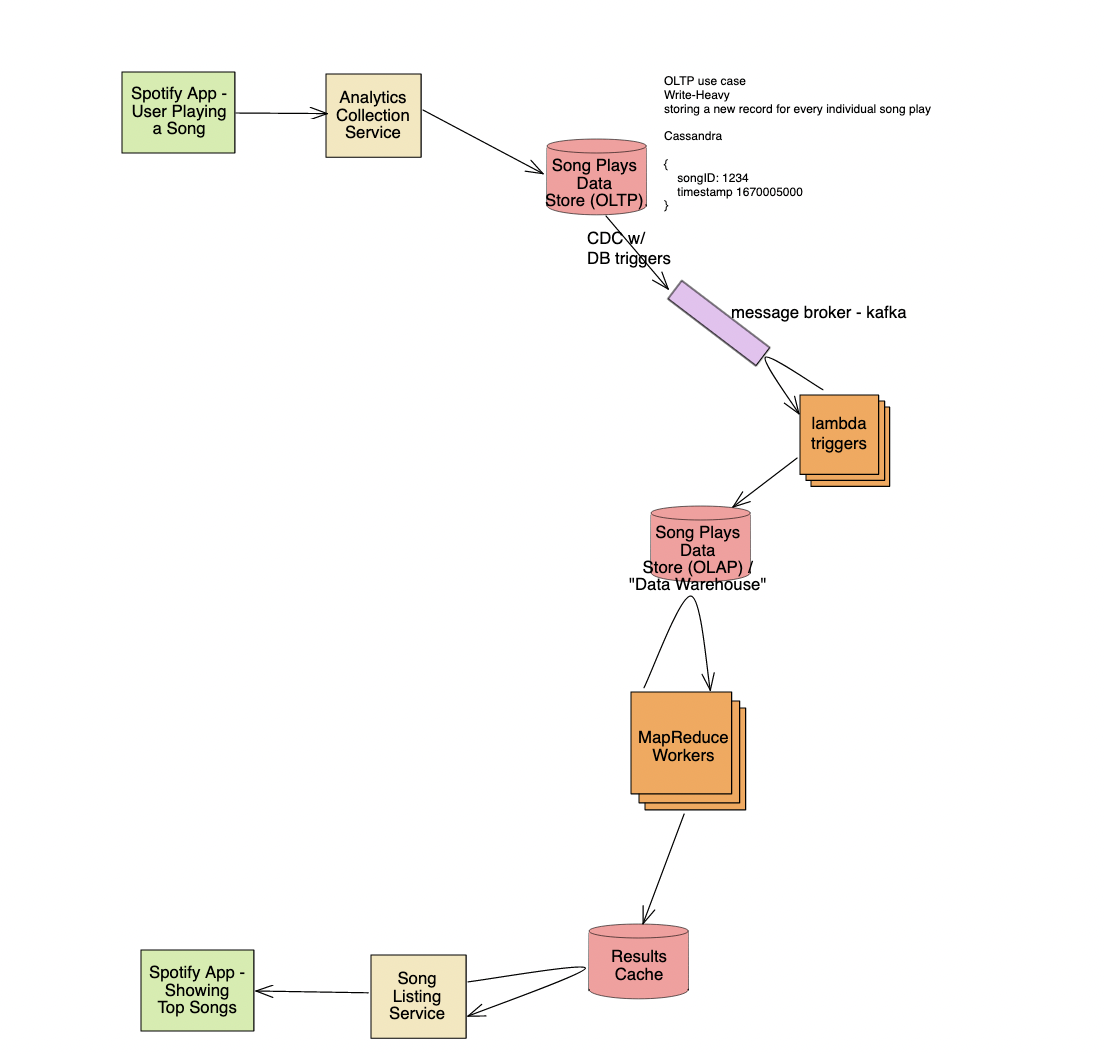 Spotify App -
User Playing
a Song
Analytics
Collection
Service
OLTP use case
Write-Heavy
storing a new record for every individual song play
Cassandra
{
songID: 1234
timestamp 1670005000
}
Song Plays
Data
Store (OLTP).
CDC w/
DB triggers
message broker - kafka
lambda
triggers
Song Plays
Data
Store (OLAP) /
"Data Warehouse"
MapReduce
Workers
Results
Cache
Song
Listing
Service
Spotify App -
Showing
Top Songs